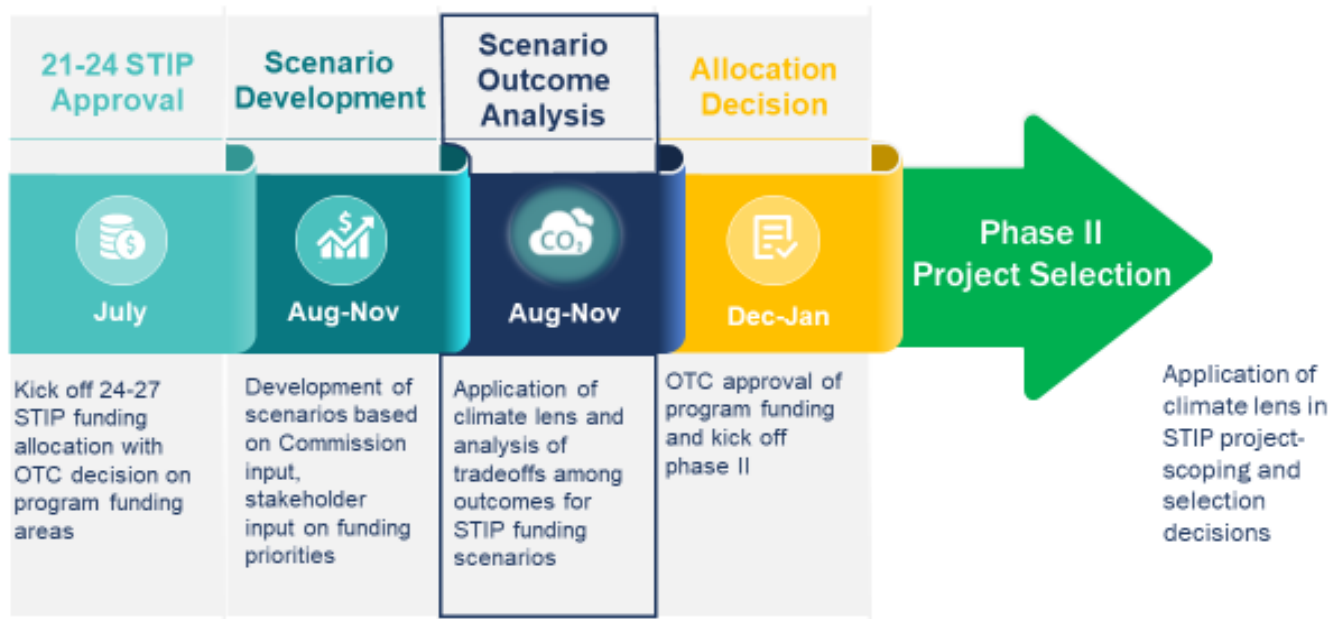 21-24 STIP
Approval
Scenario
Development
Scenario
Outcome
Analysis
Allocation
Decision
$
July
$
Aug-Nov
CO2
Aug-Nov
Dec-Jan
Phase II
Project Selection
Kick off 24-27
STIP funding
allocation with
OTC decision on
program funding
areas
Development of
scenarios based
on Commission
input,
stakeholder
input on funding
priorities
Application of
climate lens and
analysis of
tradeoffs among
outcomes for
STIP funding
scenarios
OTC approval of
program funding
and kick off
phase II
Application of
climate lens in
STIP project-
scoping and
selection
decisions